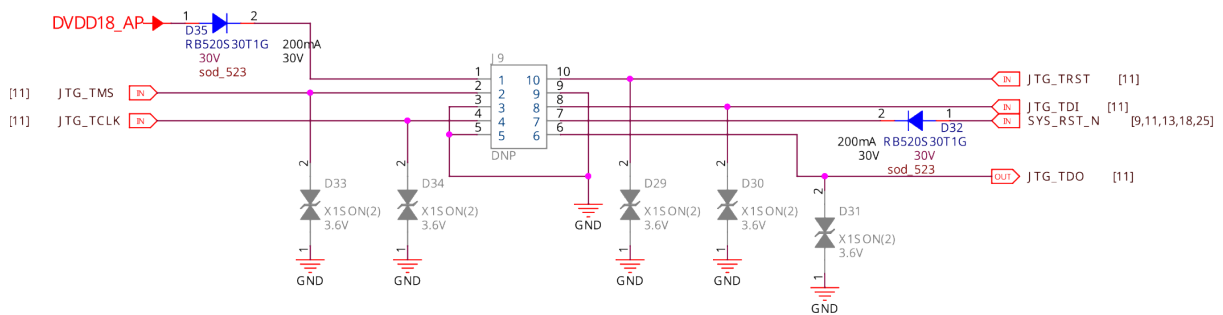 DVDD18_AP
1
2
D35
RB520S30T1G
200mA
30V
30V
sod_523
J9
1
1
10
10
2
2
9
9
3
3
8
8
4
4
7
7
5
5
6
6
DNP
[11]
JTG_TMS
IN
[11]
JTG_TCLK
IN
IN
JTG_TRST
[11]
IN
JTG_TDI
[11]
2
1
D32
IN
SYS_RST_N
[9,11,13,18,25]
200mA
RB520S30T1G
30V
30V
sod_523
OUT
JTG_TDO
[11]
2
D33
X1SON(2)
3.6V
1
GND
2
D34
X1SON(2)
3.6V
1
GND
GND
2
D29
X1SON(2)
3.6V
1
GND
2
D30
X1SON(2)
3.6V
1
GND
2
D31
X1SON(2)
3.6V
1
GND